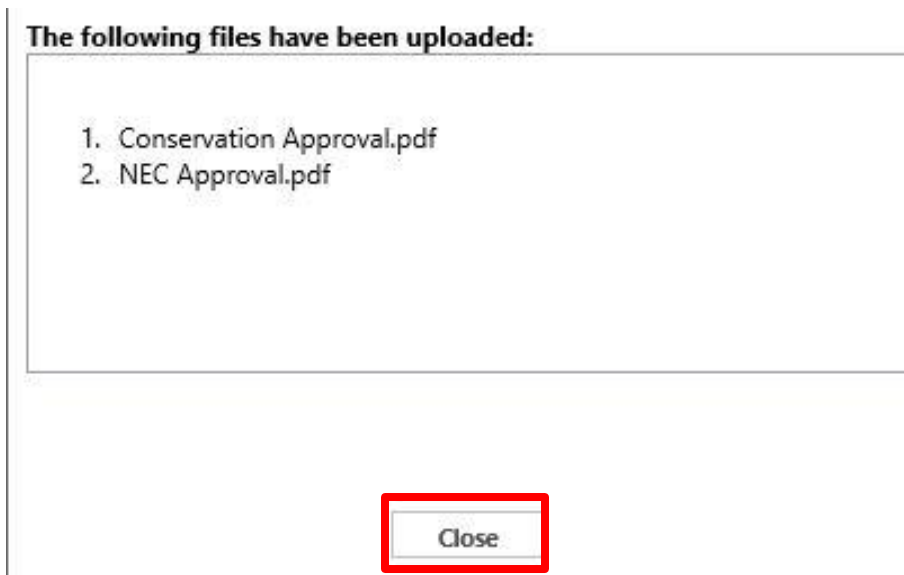 The following files have been uploaded:
1. Conservation Approval.pdf
2. NEC Approval.pdf
Close